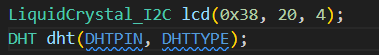 LiquidCrystal_I2C lcd(0x38, 20, 4);
DHT dht(DHTPIN, DHTTYPE);